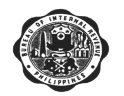 BUREAU OF INTERNAL REVENUE
PHILIPPINES